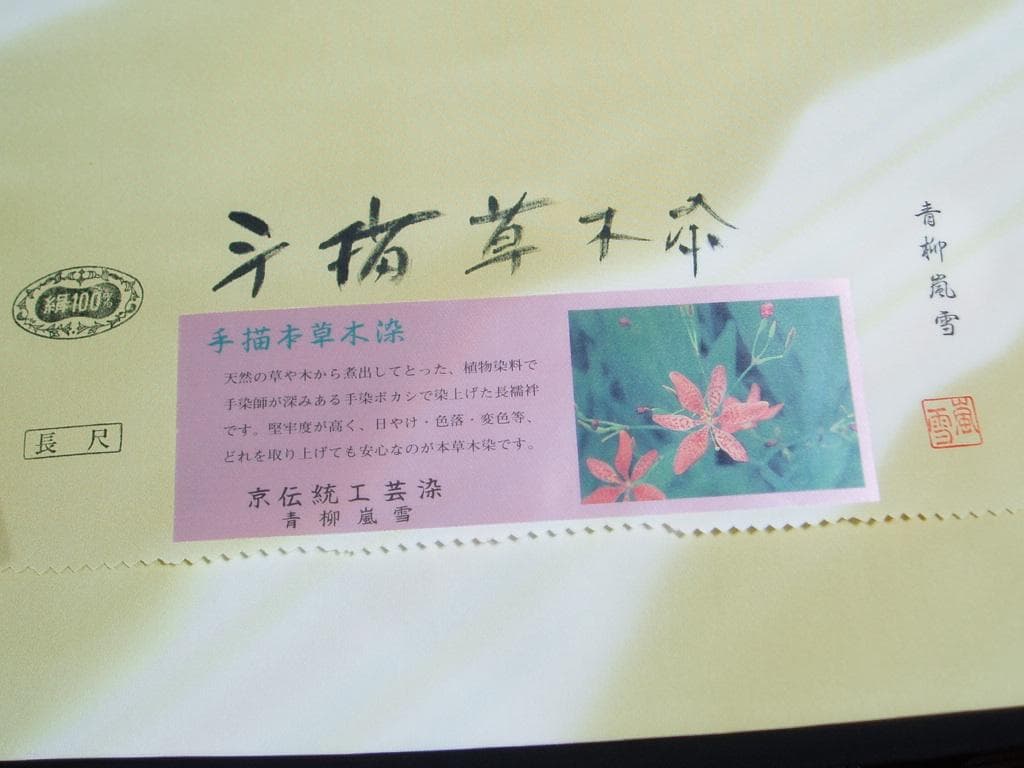 手描草木染
青柳嵐雪
絹100%
長尺
嵐雪
手描本草木染
天然の草や木から煮出してとった、植物染料で
手染師が深みある手染ボカシで染上げた長襦袢
です。堅牢度が高く、日やけ・色落・変色等、
どれを取り上げても安心なのが本草木染です。
京伝統工芸染
青柳嵐雪